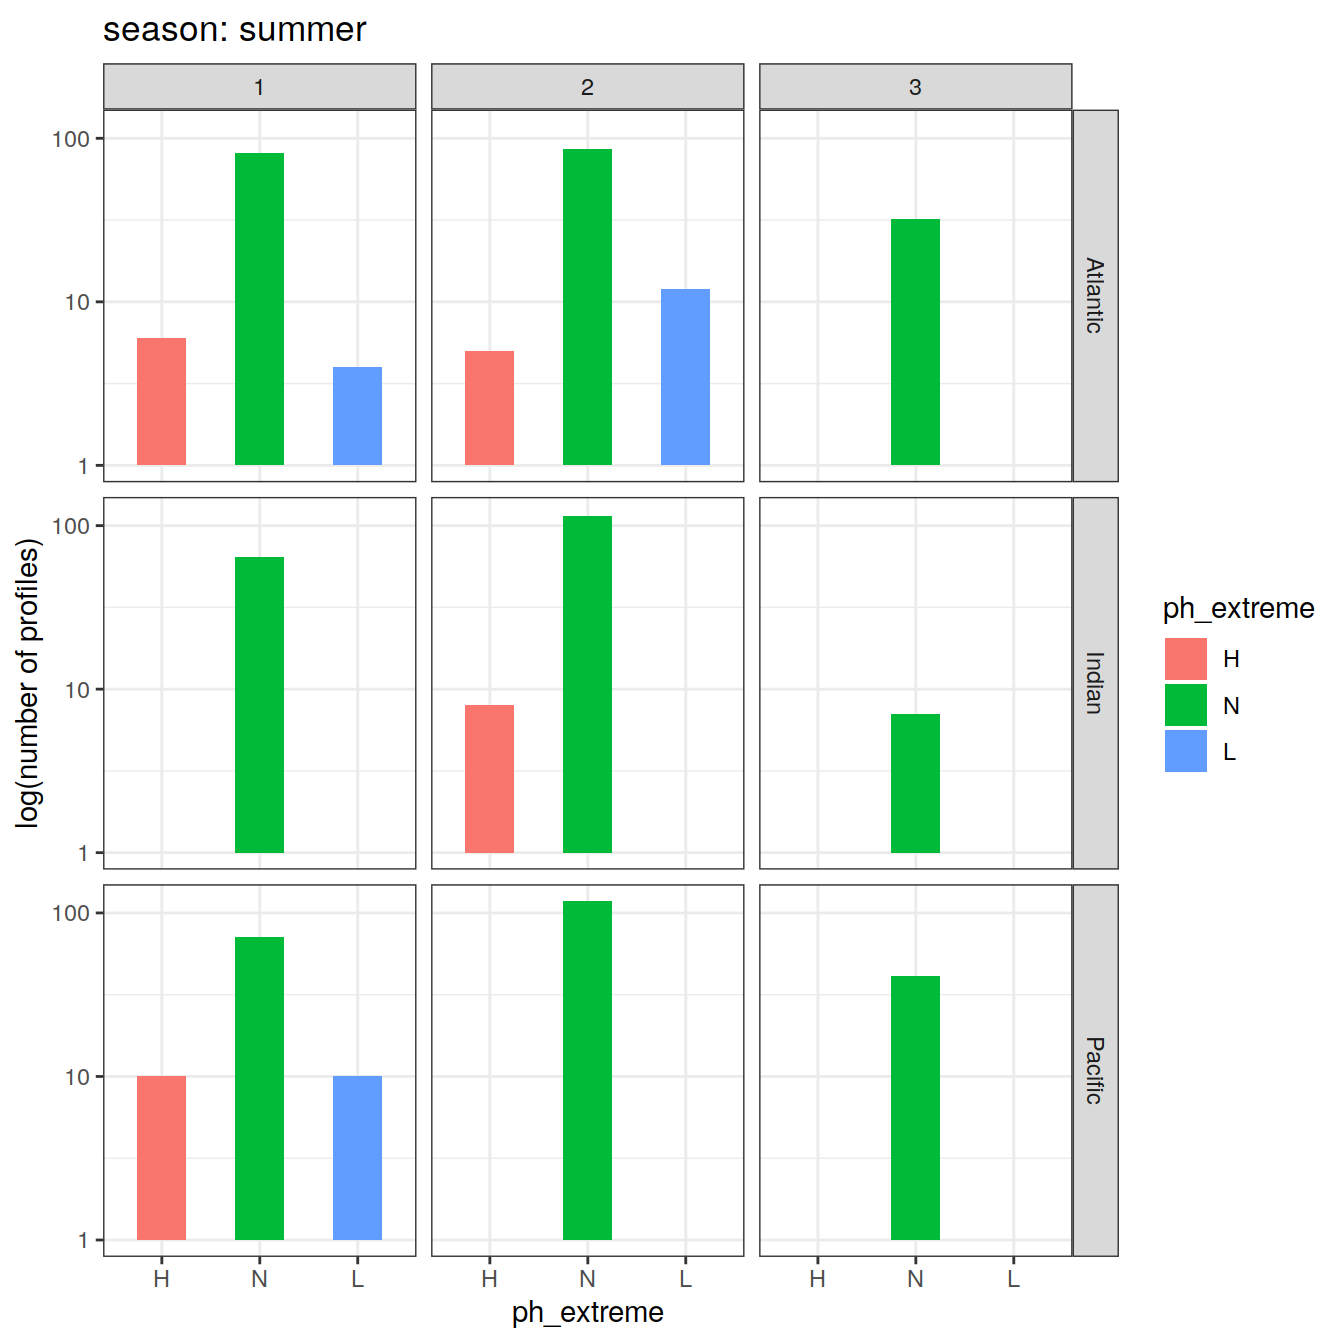 season: summer
1
2
3
100
10
1
Atlantic
100
10
1
Indian
100
10
1
Pacific
log(number of profiles)
H
N
L
H
N
L
H
N
L
ph_extreme
ph_extreme
H
N
L